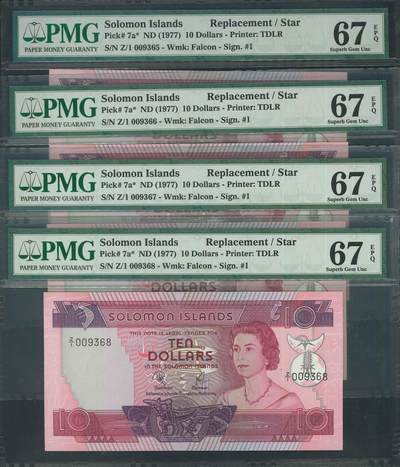 PMG
PAPER MONEY GUARANTY
Solomon Islands Replacement / Star
Pick# 7a* ND (1977) 10 Dollars - Printer: TDLR
S/N Z/1 009365 - Wmk: Falcon - Sign. #1
67 EPQ
Superb Gem Unc
PMG
PAPER MONEY GUARANTY
Solomon Islands Replacement / Star
Pick# 7a* ND (1977) 10 Dollars - Printer: TDLR
S/N Z/1 009366 - Wmk: Falcon - Sign. #1
67 EPQ
Superb Gem Unc
PMG
PAPER MONEY GUARANTY
Solomon Islands Replacement / Star
Pick# 7a* ND (1977) 10 Dollars - Printer: TDLR
S/N Z/1 009367 - Wmk: Falcon - Sign. #1
67 EPQ
Superb Gem Unc
PMG
PAPER MONEY GUARANTY
Solomon Islands Replacement / Star
Pick# 7a* ND (1977) 10 Dollars - Printer: TDLR
S/N Z/1 009368 - Wmk: Falcon - Sign. #1
67 EPQ
Superb Gem Unc
10 SOLOMON ISLANDS 10
THIS NOTE IS LEGAL TENDER FOR
TEN
DOLLARS
IN THE SOLOMON ISLANDS
Z/1 009368
Z/1 009368
10 10